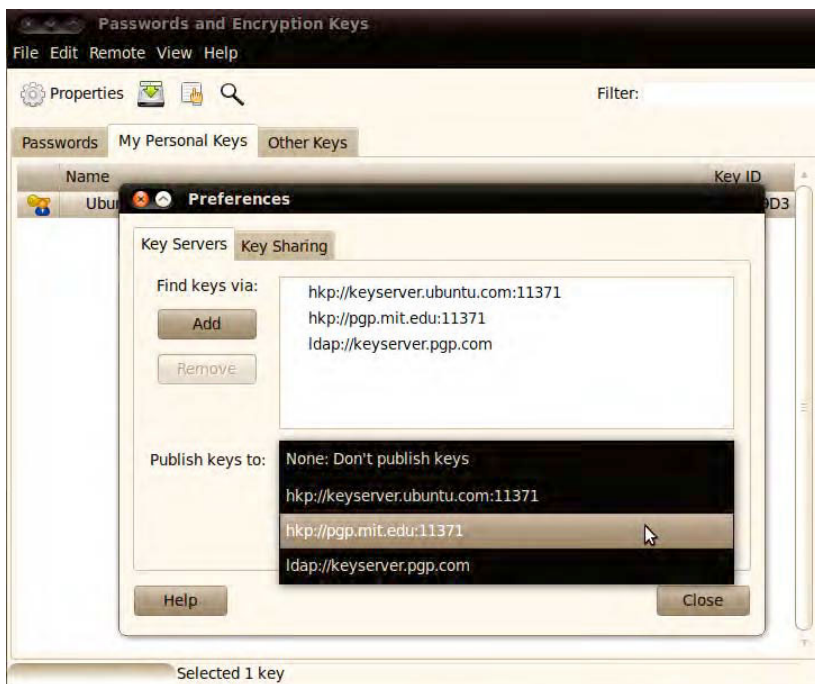 Passwords and Encryption Keys
File Edit Remote View Help
Properties
Filter:
Passwords My Personal Keys Other Keys
Name Key ID
Ubu
Preferences
Key Servers Key Sharing
Find keys via:
Add
Remove
hkp://keyserver.ubuntu.com:11371
hkp://pgp.mit.edu:11371
ldap://keyserver.pgp.com
Publish keys to:
None: Don't publish keys
hkp://keyserver.ubuntu.com:11371
hkp://pgp.mit.edu:11371
ldap://keyserver.pgp.com
Help Close
Selected 1 key